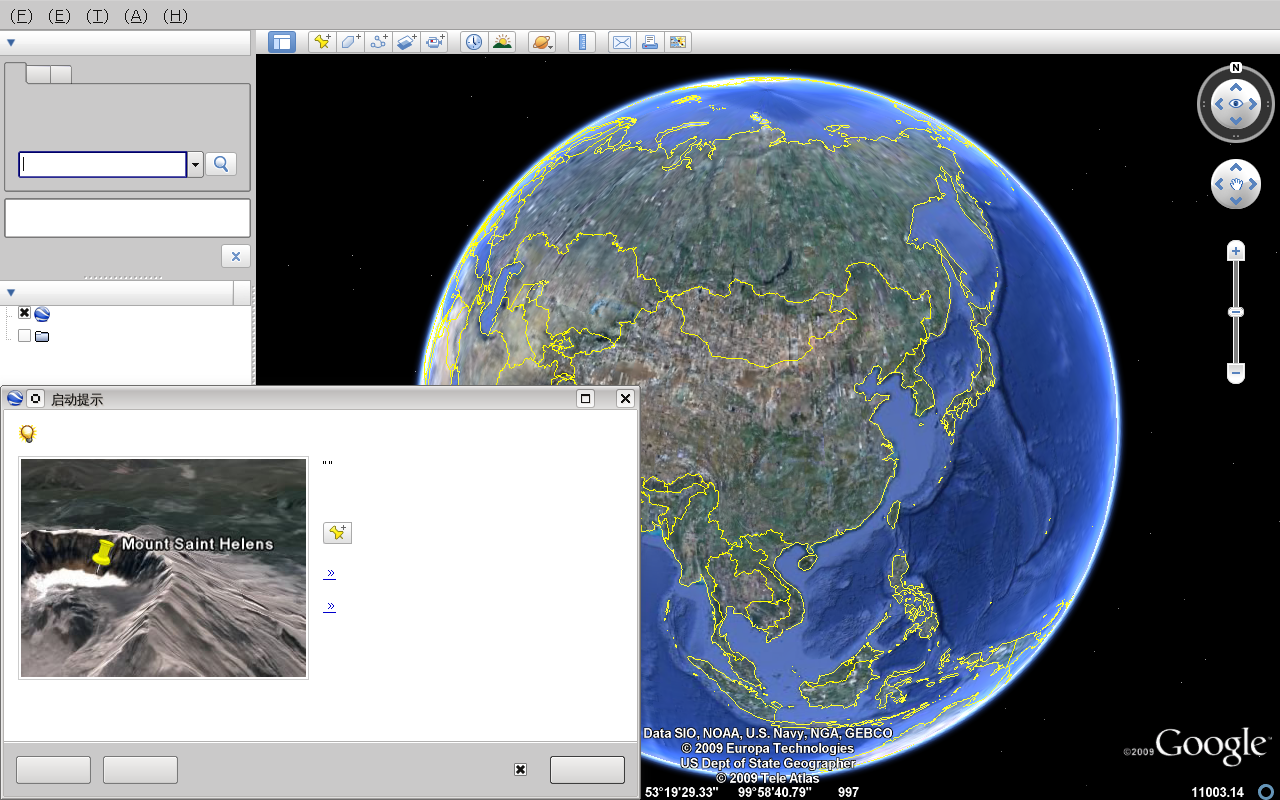 (F) (E) (T) (A) (H)
N
启动提示
""
Mount Saint Helens
»
»
Data SIO, NOAA, U.S. Navy, NGA, GEBCO
© 2009 Europa Technologies
US Dept of State Geographer
© 2009 Tele Atlas
©2009 Google™
53°19'29.33" 99°58'40.79" 997 11003.14